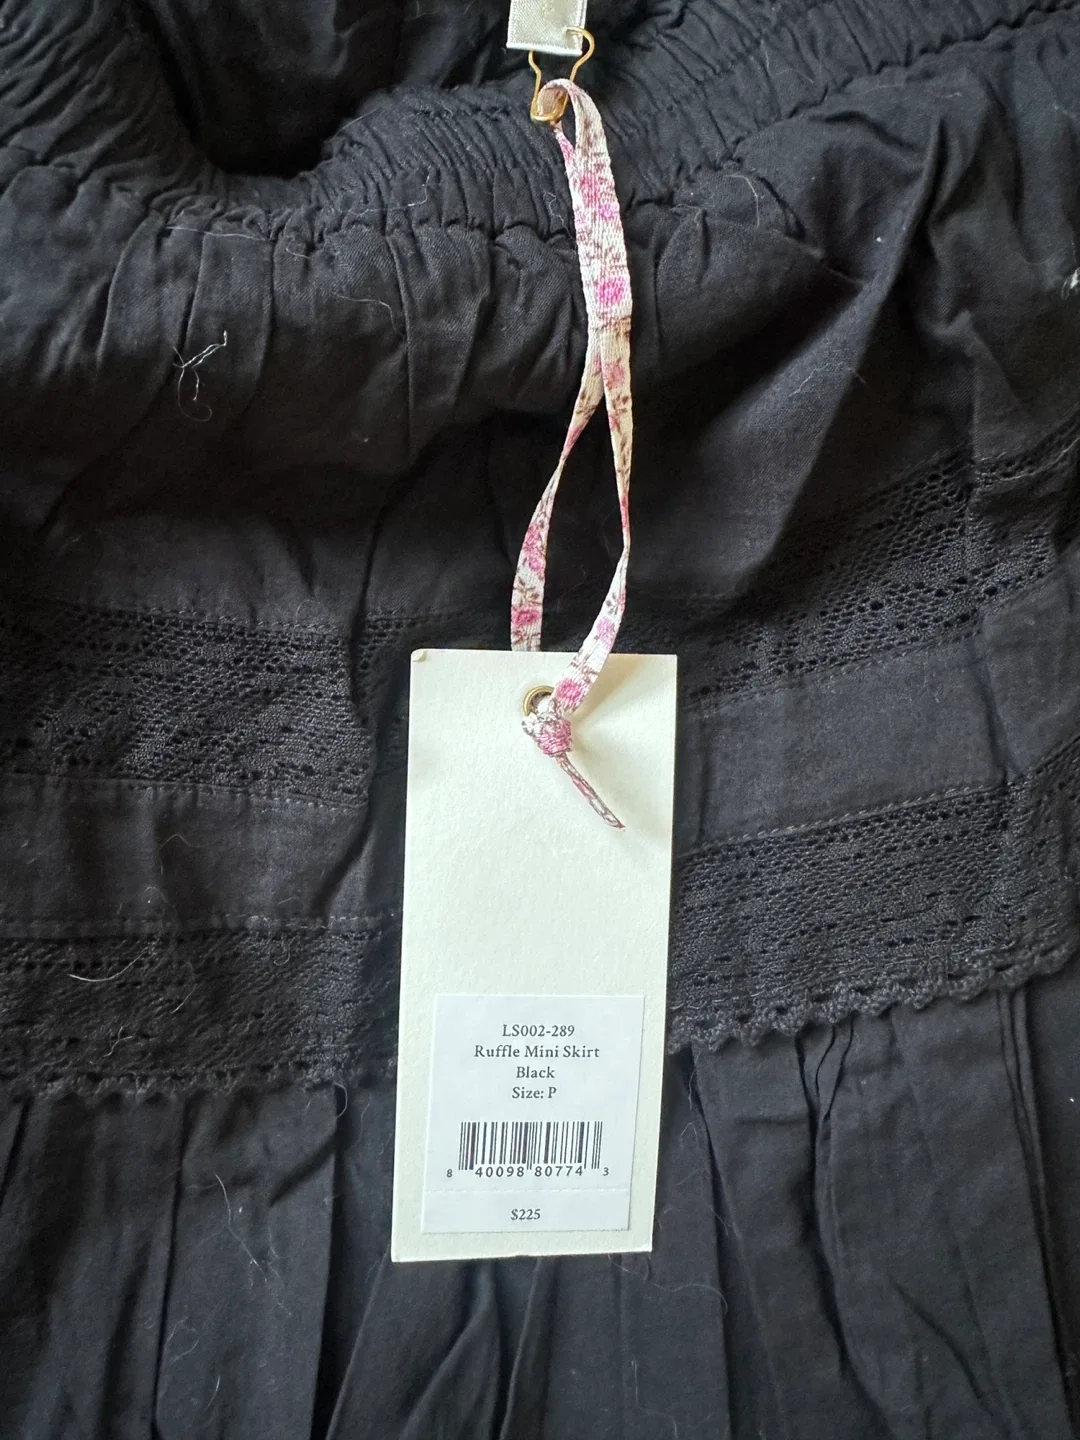 LS002-289
Ruffle Mini Skirt
Black
Size: P
8 40098 80774 3
$225